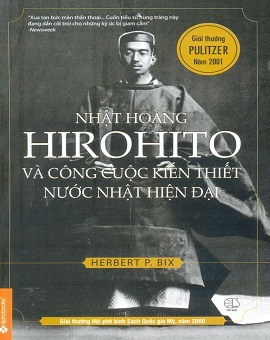 "Xua tan bức màn thần thoại... Cuốn tiểu sử hùng tráng này
đang dần cởi trói cho những ký ức bị giam cầm"
-Newsweek
Giải thưởng
PULITZER
Năm 2001
NHẬT HOÀNG
HIROHITO
VÀ CÔNG CUỘC KIẾN THIẾT
NƯỚC NHẬT HIỆN ĐẠI
HERBERT P. BIX
alphabooks
Giải thưởng Hội phê bình Sách Quốc gia Mỹ, năm 2000